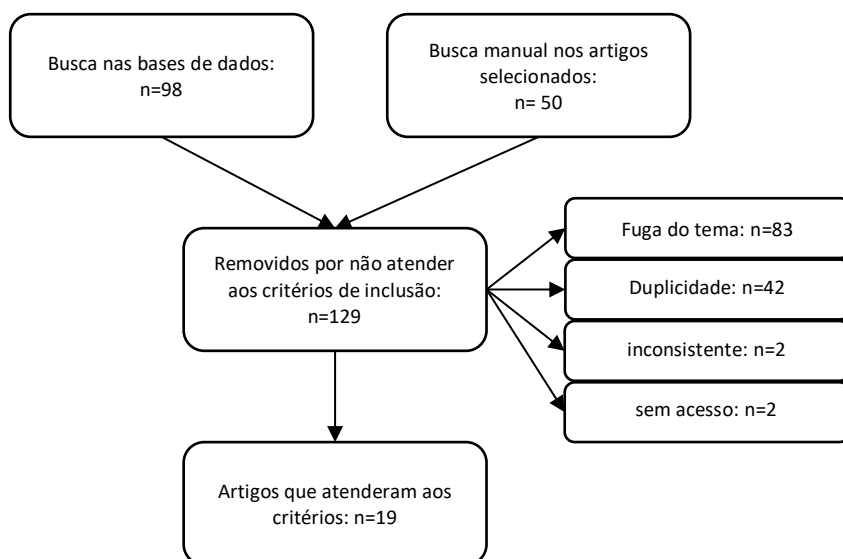 Busca nas bases de dados:
n=98
Busca manual nos artigos
selecionados:
n= 50
Removidos por não atender
aos critérios de inclusão:
n=129
Fuga do tema: n=83
Duplicidade: n=42
inconsistente: n=2
sem acesso: n=2
Artigos que atenderam aos
critérios: n=19